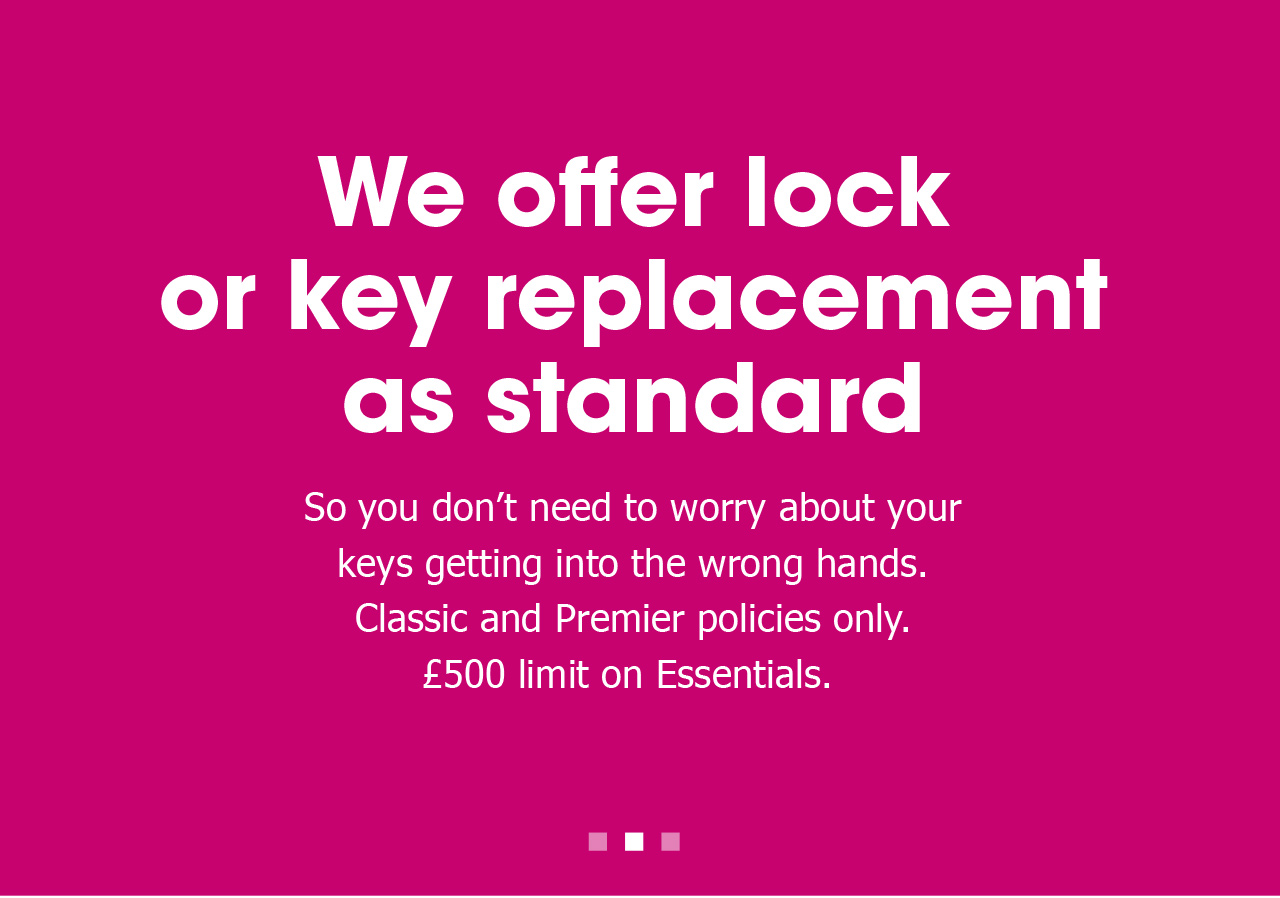 We offer lock
or key replacement
as standard
So you don’t need to worry about your
keys getting into the wrong hands.
Classic and Premier policies only.
£500 limit on Essentials.